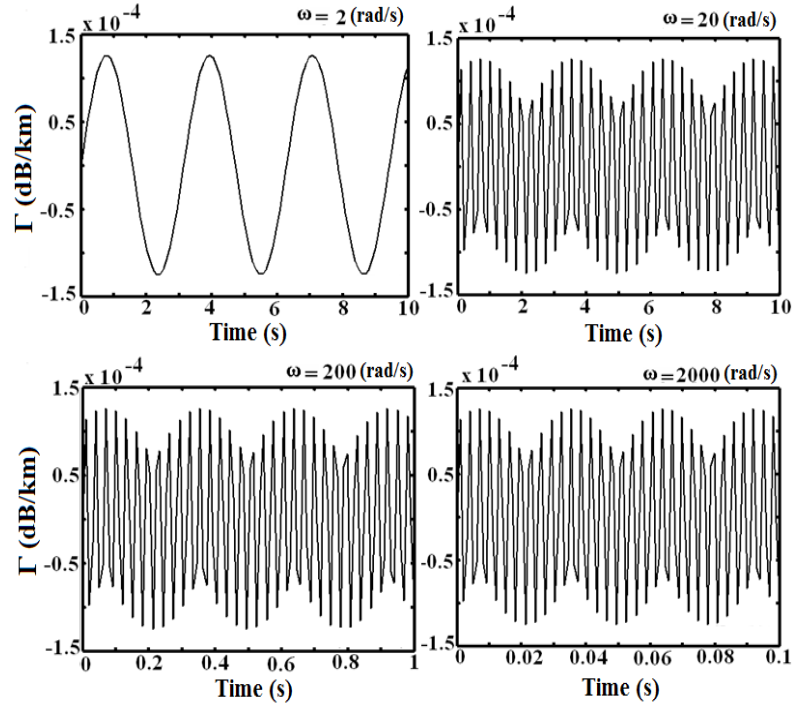 x 10⁻⁴ ω = 2 (rad/s)
1.5
0.5
-0.5
-1.5
Γ (dB/km)
0 2 4 6 8 10
Time (s)
x 10⁻⁴ ω = 20 (rad/s)
1.5
0.5
-0.5
-1.5
0 2 4 6 8 10
Time (s)
x 10⁻⁴ ω = 200 (rad/s)
1.5
0.5
-0.5
-1.5
Γ (dB/km)
0 0.2 0.4 0.6 0.8 1
Time (s)
x 10⁻⁴ ω = 2000 (rad/s)
1.5
0.5
-0.5
-1.5
0 0.02 0.04 0.06 0.08 0.1
Time (s)